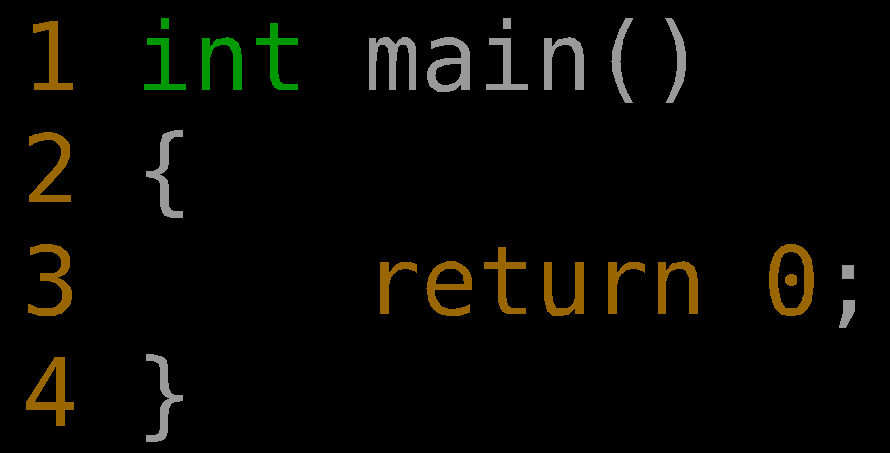 1 int main()
2 {
3     return 0;
4 }